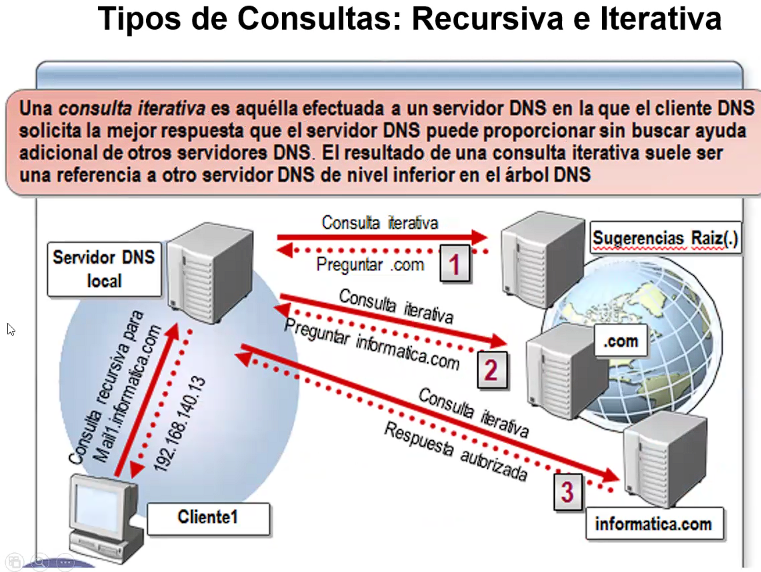 Tipos de Consultas: Recursiva e Iterativa
Una consulta iterativa es aquélla efectuada a un servidor DNS en la que el cliente DNS
solicita la mejor respuesta que el servidor DNS puede proporcionar sin buscar ayuda
adicional de otros servidores DNS. El resultado de una consulta iterativa suele ser
una referencia a otro servidor DNS de nivel inferior en el árbol DNS
Servidor DNS
local
Consulta iterativa
Preguntar .com
1
Sugerencias Raiz(.)
Consulta iterativa
Preguntar informatica.com
2
.com
Consulta iterativa
Respuesta autorizada
3
informatica.com
Consulta recursiva para
Mail1.informatica.com
192.168.140.13
Cliente1